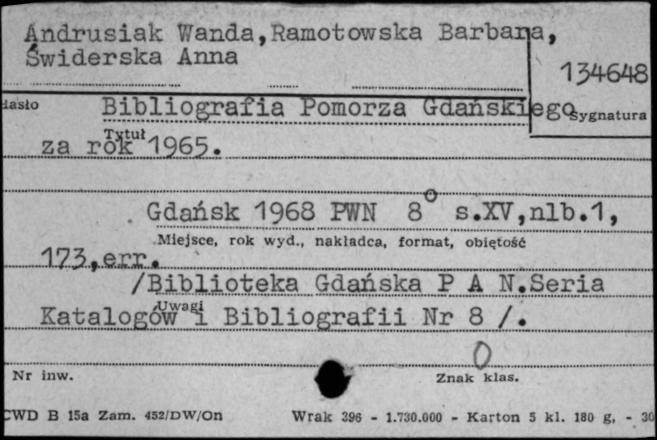 Andrusiak Wanda,Ramotowska Barbara,
Świderska Anna
134648
Hasło
Bibliografia Pomorza Gdańskiego
Sygnatura
Tytuł
za rok 1965.
Gdańsk 1968 PWN 8° s.XV,nlb.1,
Miejsce, rok wyd., nakładca, format, objętość
173,err.
/Biblioteka Gdańska P A N.Seria
Uwagi
Katalogów i Bibliografii Nr 8 /.
0
Nr inw.
Znak klas.
CWD B 15a Zam. 452/DW/On Wrak 396 - 1.730.000 - Karton 5 kl. 180 g, - 30